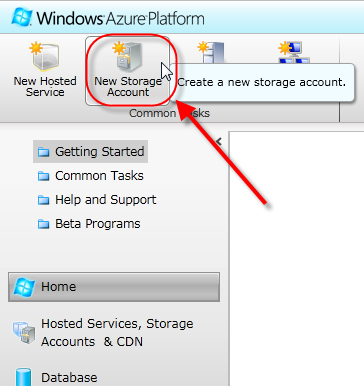 Windows Azure Platform
New Hosted
Service
New Storage
Account
Create a new storage account.
Common
Getting Started
Common Tasks
Help and Support
Beta Programs
Home
Hosted Services, Storage
Accounts & CDN
Database